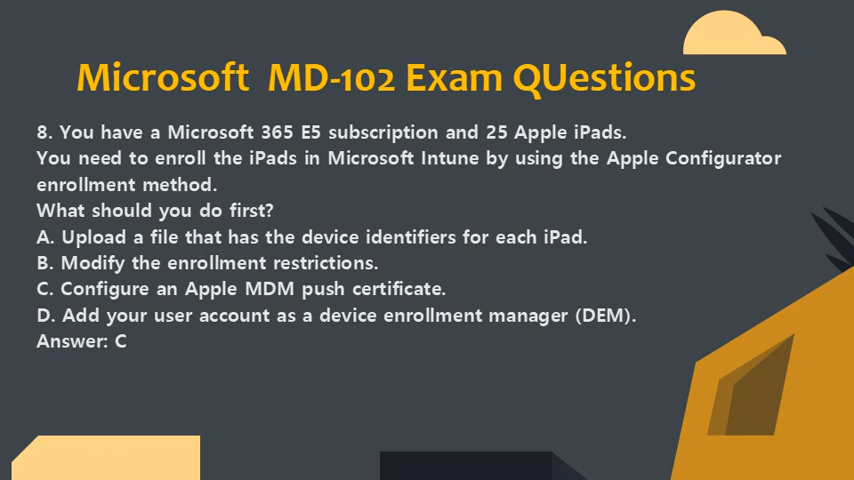 Microsoft MD-102 Exam QUestions
8. You have a Microsoft 365 E5 subscription and 25 Apple iPads.
You need to enroll the iPads in Microsoft Intune by using the Apple Configurator
enrollment method.
What should you do first?
A. Upload a file that has the device identifiers for each iPad.
B. Modify the enrollment restrictions.
C. Configure an Apple MDM push certificate.
D. Add your user account as a device enrollment manager (DEM).
Answer: C